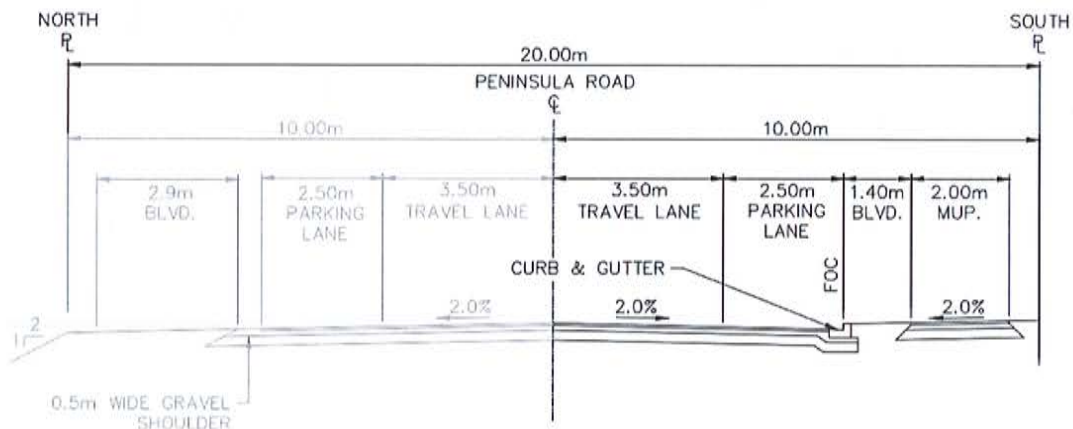 NORTH
PL
SOUTH
PL
20.00m
PENINSULA ROAD
CL
10.00m
10.00m
2.9m
BLVD.
2.50m
PARKING
LANE
3.50m
TRAVEL LANE
3.50m
TRAVEL LANE
2.50m
PARKING
LANE
1.40m
BLVD.
2.00m
MUP.
CURB & GUTTER
FOC
2.0%
2.0%
2.0%
2
1
0.5m WIDE GRAVEL
SHOULDER